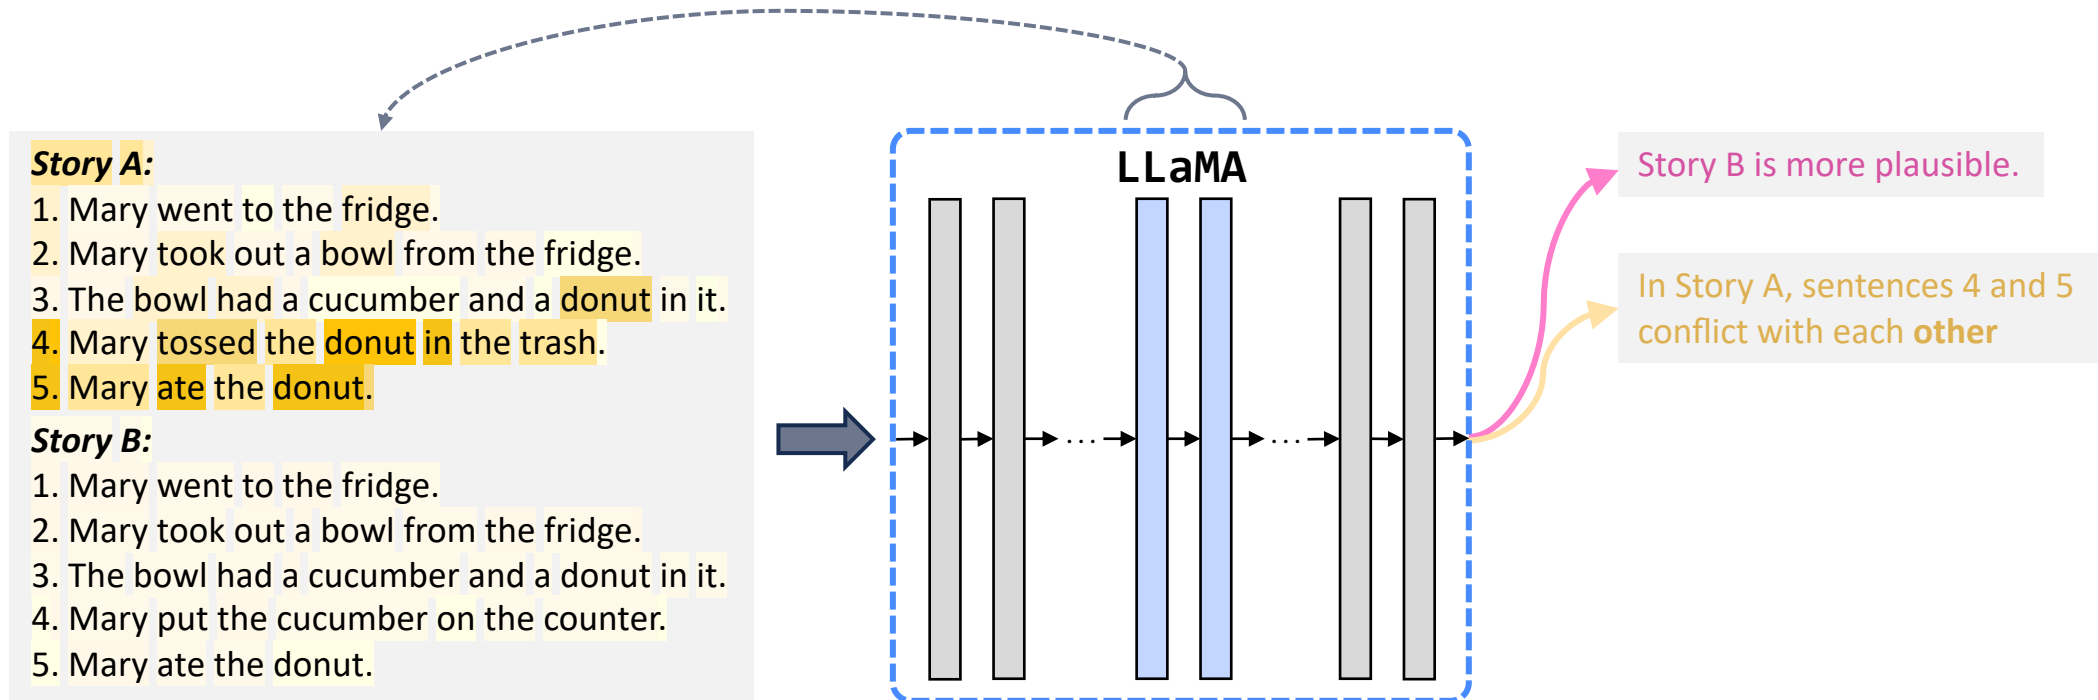 Story A:
1. Mary went to the fridge.
2. Mary took out a bowl from the fridge.
3. The bowl had a cucumber and a donut in it.
4. Mary tossed the donut in the trash.
5. Mary ate the donut.
Story B:
1. Mary went to the fridge.
2. Mary took out a bowl from the fridge.
3. The bowl had a cucumber and a donut in it.
4. Mary put the cucumber on the counter.
5. Mary ate the donut.
LLaMA
...
...
Story B is more plausible.
In Story A, sentences 4 and 5
conflict with each other